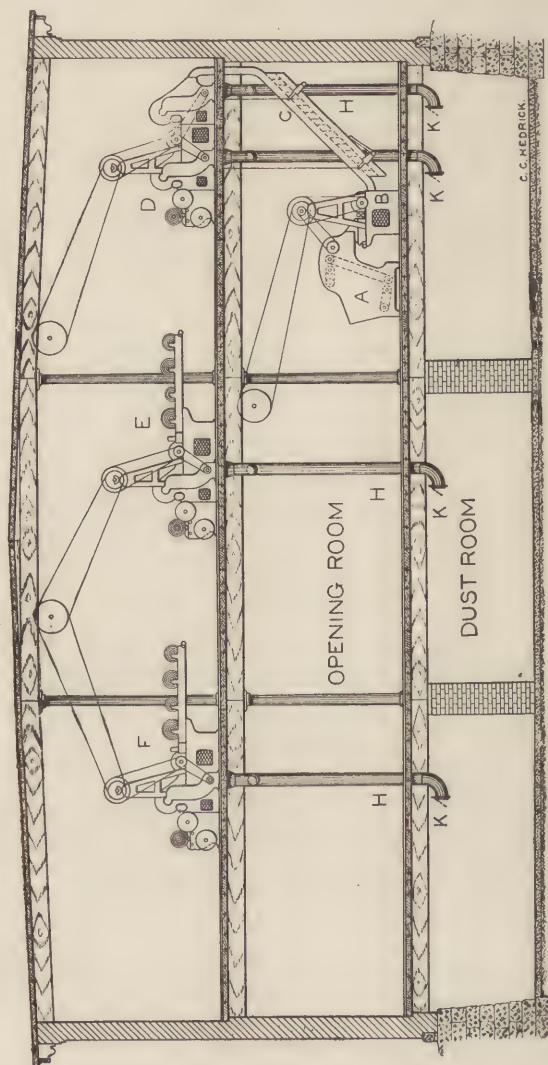 F E D
C
OPENING ROOM
H
A
B
H H
K K K K
DUST ROOM
C.C. HEDRICK.